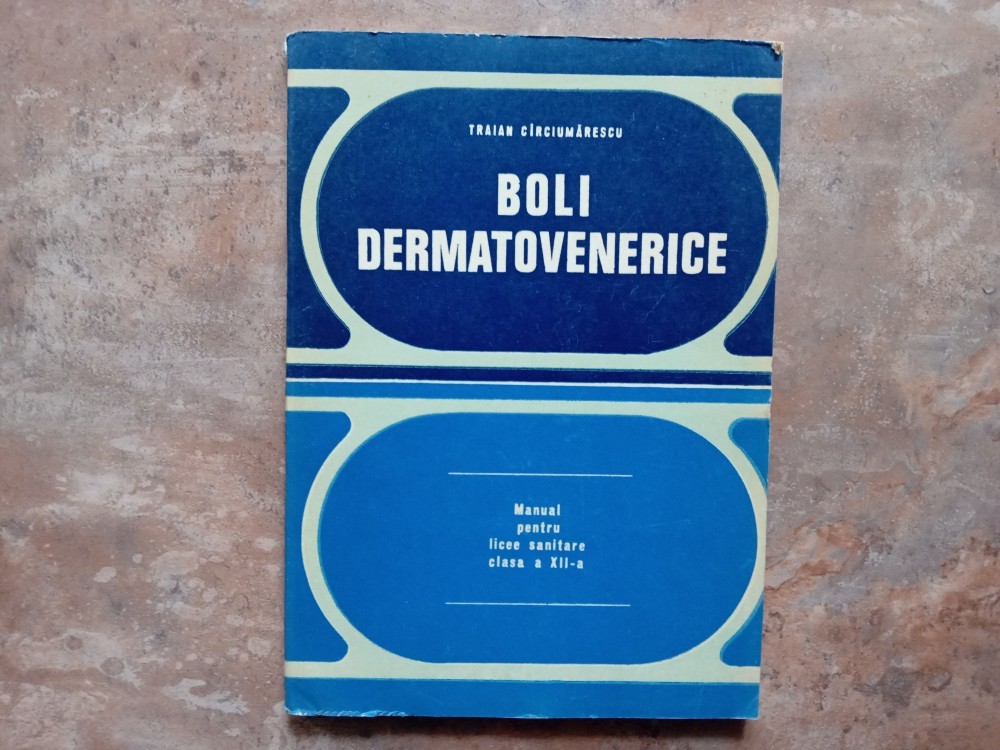 TRAIAN CÎRCIUMĂRESCU
BOLI
DERMATOVENERICE
Manual
pentru
licee sanitare
clasa a XII-a